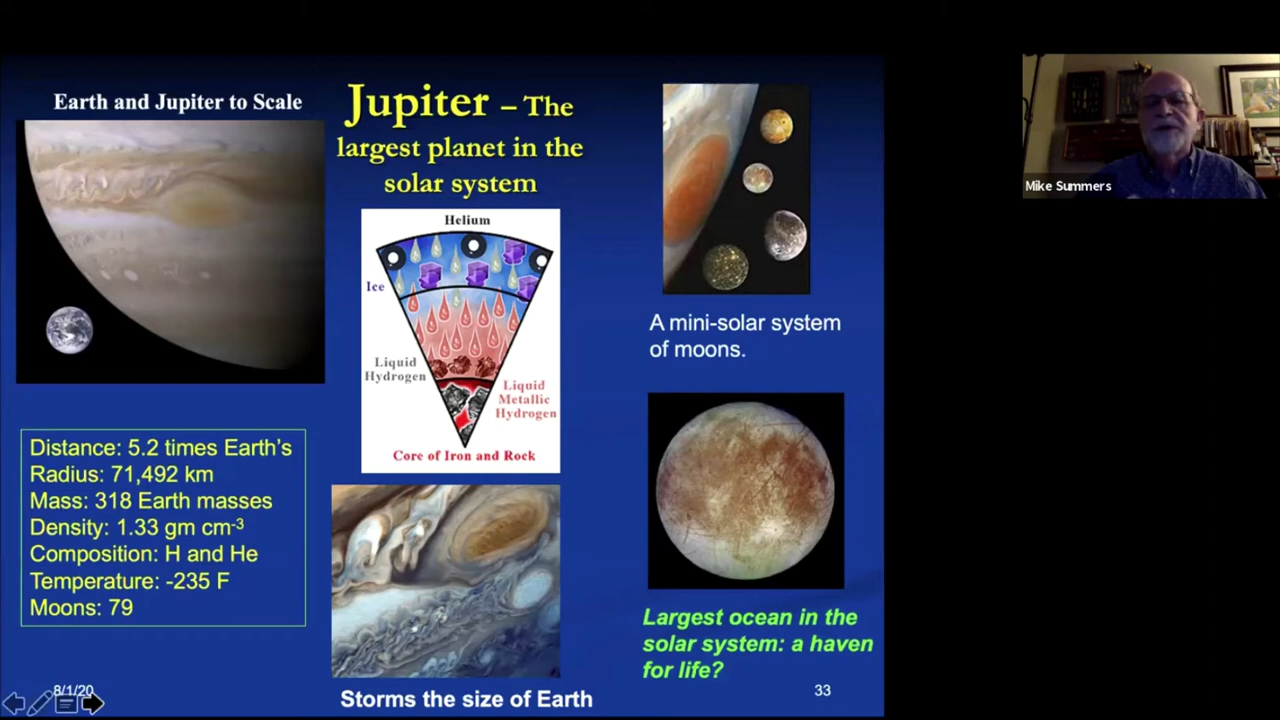 Earth and Jupiter to Scale
Jupiter – The
largest planet in the
solar system
Helium
Ice
Liquid
Hydrogen
Liquid
Metallic
Hydrogen
Core of Iron and Rock
Distance: 5.2 times Earth's
Radius: 71,492 km
Mass: 318 Earth masses
Density: 1.33 gm cm-3
Composition: H and He
Temperature: -235 F
Moons: 79
Storms the size of Earth
A mini-solar system
of moons.
Largest ocean in the
solar system: a haven
for life?
8/1/20
33
Mike Summers